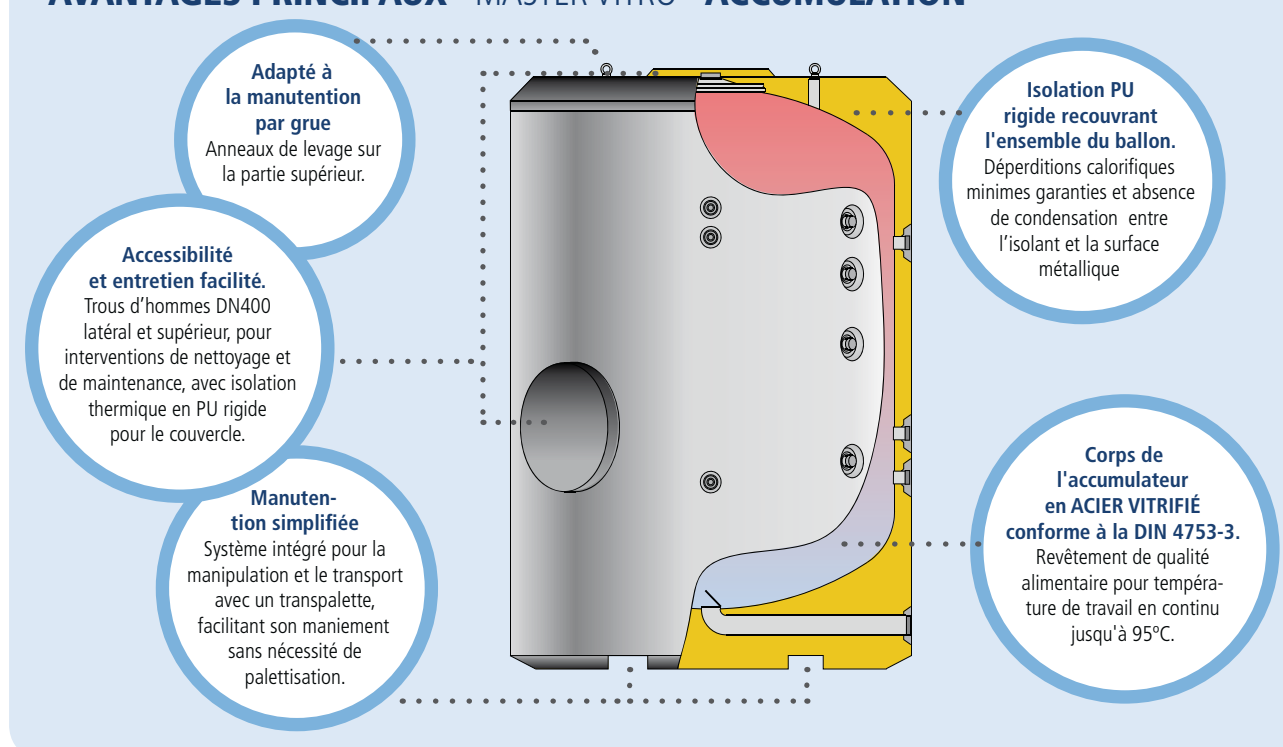 AVANTAGES PRINCIPAUX "MASTER VITRO" ACCUMULATION
Adapté à
la manutention
par grue
Anneaux de levage sur
la partie supérieur.
Accessibilité
et entretien facilité.
Trous d’hommes DN400
latéral et supérieur, pour
interventions de nettoyage et
de maintenance, avec isolation
thermique en PU rigide
pour le couvercle.
Manuten-
tion simplifiée
Système intégré pour la
manipulation et le transport
avec un transpalette,
facilitant son maniement
sans nécessité de
palettisation.
Isolation PU
rigide recouvrant
l'ensemble du ballon.
Déperditions calorifiques
minimes garanties et absence
de condensation entre
l’isolant et la surface
métallique
Corps de
l'accumulateur
en ACIER VITRIFIÉ
conforme à la DIN 4753-3.
Revêtement de qualité
alimentaire pour tempéra-
ture de travail en continu
jusqu'à 95ºC.